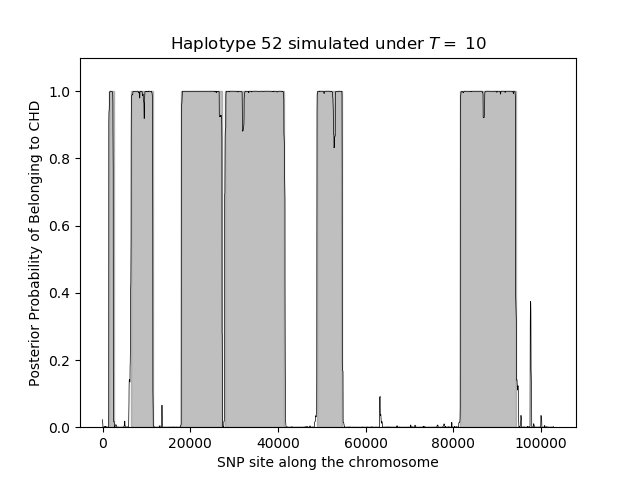 Haplotype 52 simulated under T = 10
Posterior Probability of Belonging to CHD
1.0
0.8
0.6
0.4
0.2
0.0
0 20000 40000 60000 80000 100000
SNP site along the chromosome